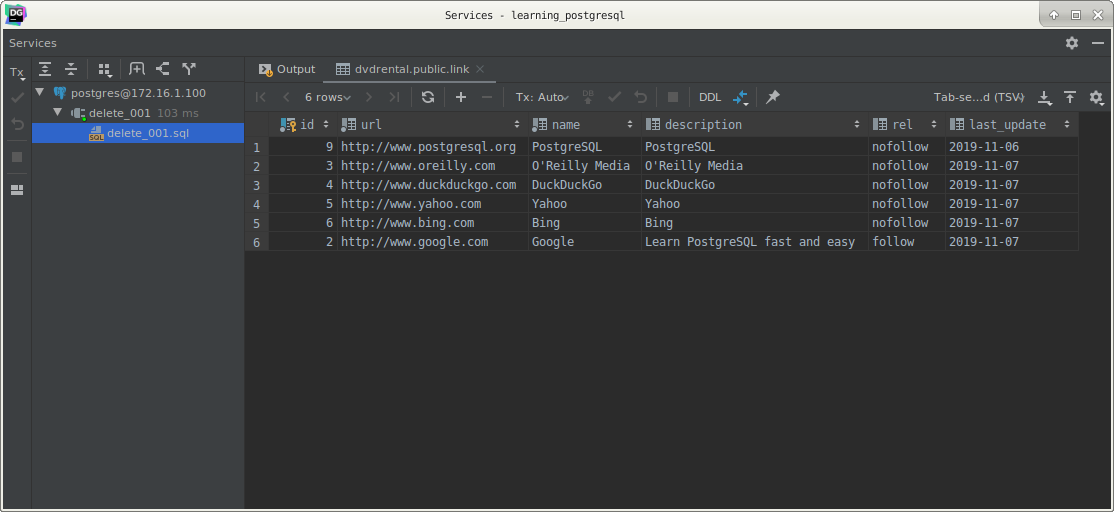 DG
Services - learning_postgresql
Services
Tx
postgres@172.16.1.100
delete_001 103 ms
SQL delete_001.sql
Output dvdrental.public.link
6 rows Tx: Auto DB DDL Tab-se...d (TSV)
id url name description rel last_update
1 9 http://www.postgresql.org PostgreSQL PostgreSQL nofollow 2019-11-06
2 3 http://www.oreilly.com O'Reilly Media O'Reilly Media nofollow 2019-11-07
3 4 http://www.duckduckgo.com DuckDuckGo DuckDuckGo nofollow 2019-11-07
4 5 http://www.yahoo.com Yahoo Yahoo nofollow 2019-11-07
5 6 http://www.bing.com Bing Bing nofollow 2019-11-07
6 2 http://www.google.com Google Learn PostgreSQL fast and easy follow 2019-11-07